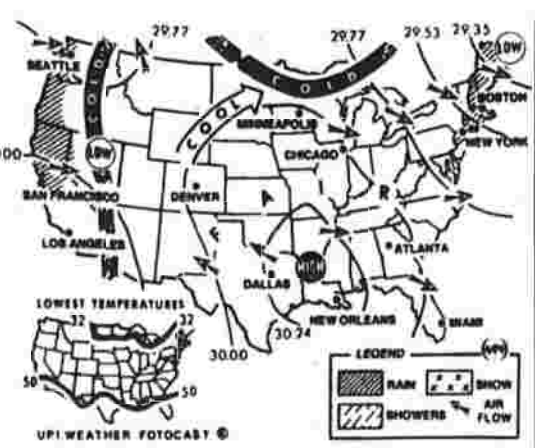 29.77
29.77
29.53
29.35
LOW
SEATTLE
COLD
COLD
BOSTON
COOL
MINNEAPOLIS
NEW YORK
CHICAGO
LOW
SAN FRANCISCO
DENVER
F
A
I
R
LOS ANGELES
ATLANTA
DALLAS
HIGH
LOWEST TEMPERATURES
NEW ORLEANS
MIAMI
32
32
30.00
30.24
50
50
LEGEND
RAIN
SNOW
SHOWERS
AIR
FLOW
UPI WEATHER FOTOCAST ©